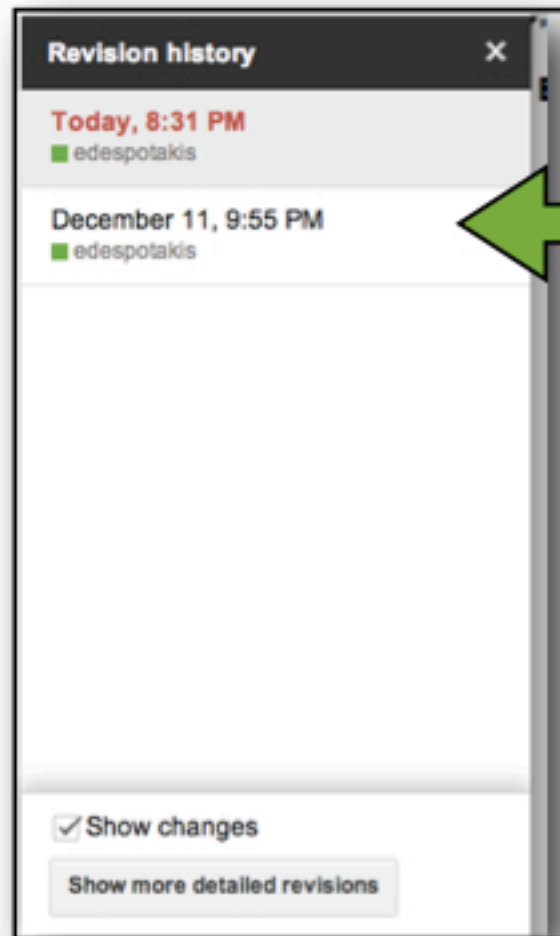 Revision history ×
Today, 8:31 PM
edespotakis
December 11, 9:55 PM
edespotakis
Show changes
Show more detailed revisions